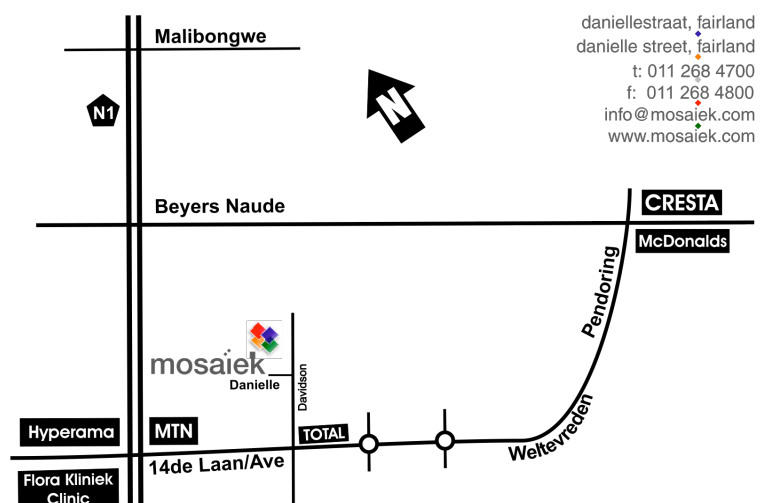 daniellestraat, fairland
danielle street, fairland
t: 011 268 4700
f: 011 268 4800
info@mosaiek.com
www.mosaiek.com
Malibongwe
N1
N
Beyers Naude
CRESTA
McDonalds
Pendoring
mosaïek
Danielle
Davidson
Hyperama
MTN
TOTAL
Weltevreden
14de Laan/Ave
Flora Kliniek
Clinic